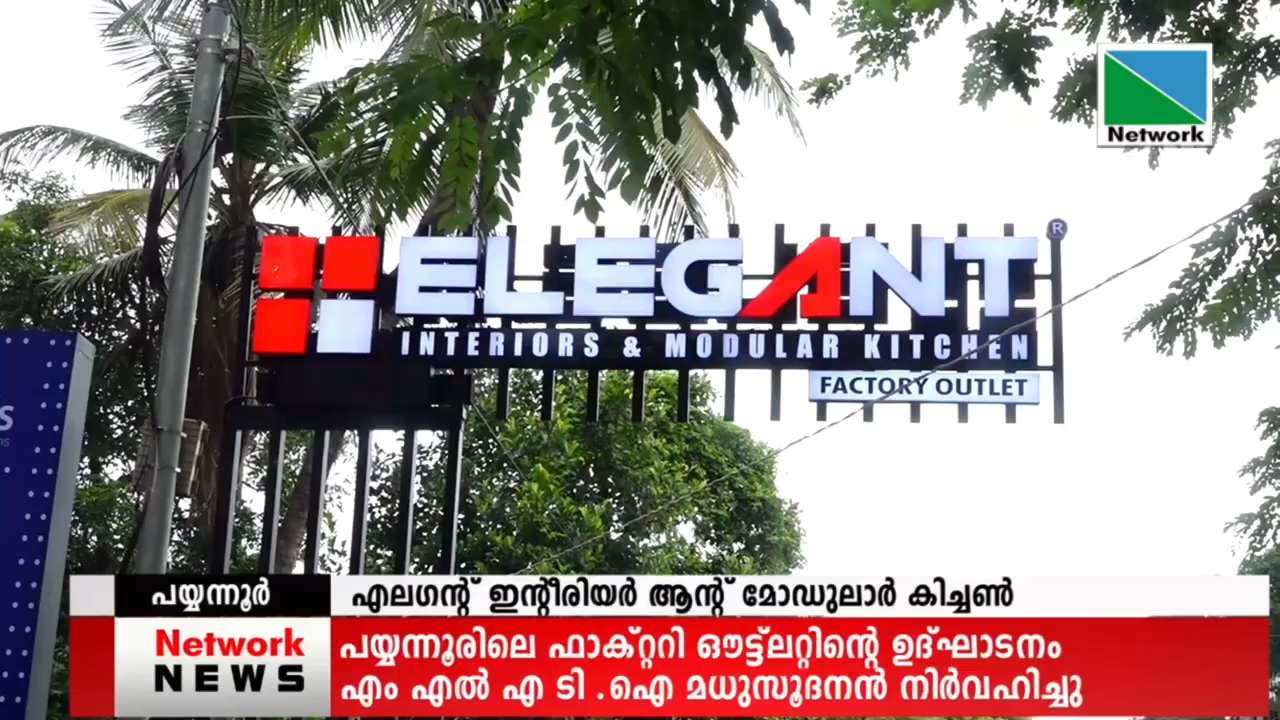 Network
ELEGANT
®
INTERIORS & MODULAR KITCHEN
FACTORY OUTLET
പയ്യന്നൂർ
എലഗന്റ് ഇന്റീരിയർ ആന്റ് മോഡുലാർ കിച്ചൺ
Network
NEWS
പയ്യന്നൂരിലെ ഫാക്റ്ററി ഔട്ട്ലറ്റിന്റെ ഉദ്ഘാടനം
എം എൽ എ ടി .ഐ മധുസൂദനൻ നിർവഹിച്ചു